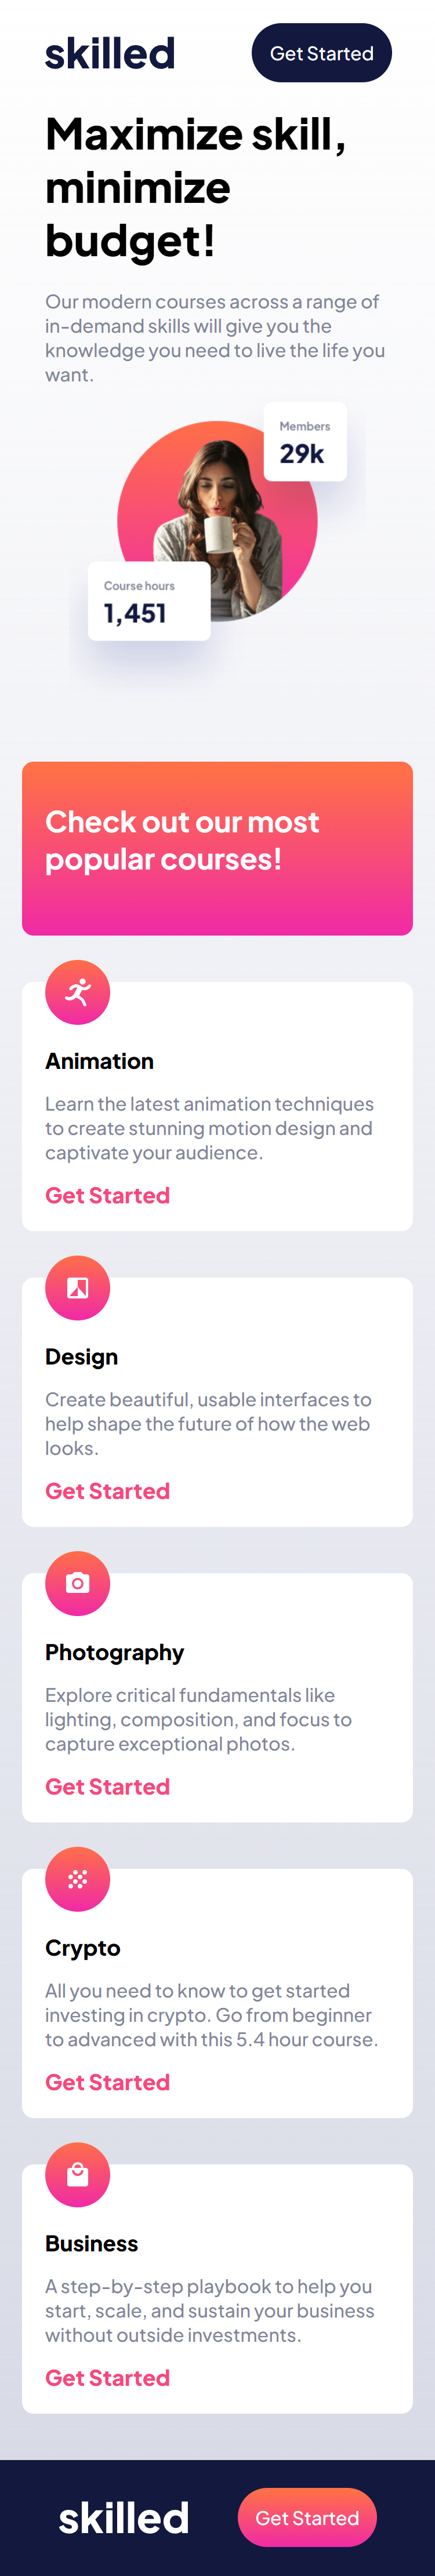 skilled
Get Started
Maximize skill,
minimize
budget!
Our modern courses across a range of
in-demand skills will give you the
knowledge you need to live the life you
want.
Members
29k
Course hours
1,451
Check out our most
popular courses!
Animation
Learn the latest animation techniques
to create stunning motion design and
captivate your audience.
Get Started
Design
Create beautiful, usable interfaces to
help shape the future of how the web
looks.
Get Started
Photography
Explore critical fundamentals like
lighting, composition, and focus to
capture exceptional photos.
Get Started
Crypto
All you need to know to get started
investing in crypto. Go from beginner
to advanced with this 5.4 hour course.
Get Started
Business
A step-by-step playbook to help you
start, scale, and sustain your business
without outside investments.
Get Started
skilled
Get Started